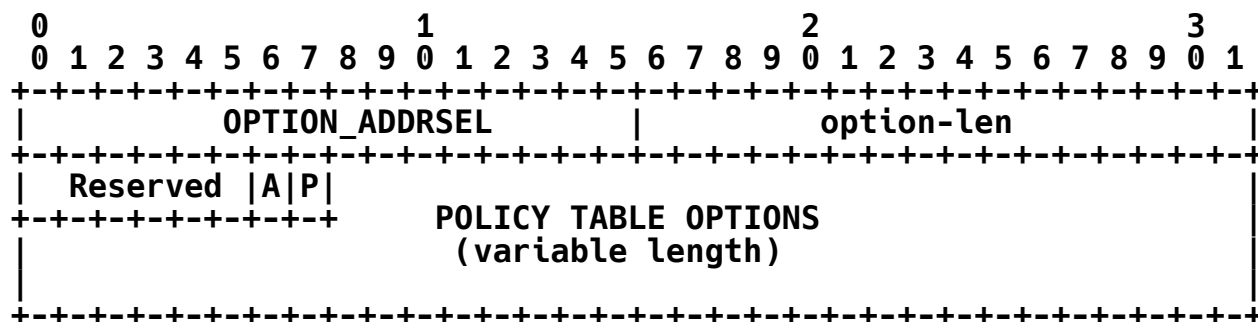 0                   1                   2                   3
 0 1 2 3 4 5 6 7 8 9 0 1 2 3 4 5 6 7 8 9 0 1 2 3 4 5 6 7 8 9 0 1
+-+-+-+-+-+-+-+-+-+-+-+-+-+-+-+-+-+-+-+-+-+-+-+-+-+-+-+-+-+-+-+-+
|          OPTION_ADDRSEL       |         option-len            |
+-+-+-+-+-+-+-+-+-+-+-+-+-+-+-+-+-+-+-+-+-+-+-+-+-+-+-+-+-+-+-+-+
|  Reserved |A|P|                                               |
+-+-+-+-+-+-+-+-+     POLICY TABLE OPTIONS                      |
|                      (variable length)                        |
|                                                               |
+-+-+-+-+-+-+-+-+-+-+-+-+-+-+-+-+-+-+-+-+-+-+-+-+-+-+-+-+-+-+-+-+